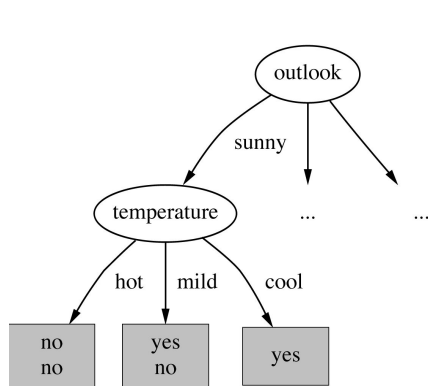 outlook
sunny
temperature
...
...
hot
mild
cool
no
no
yes
no
yes